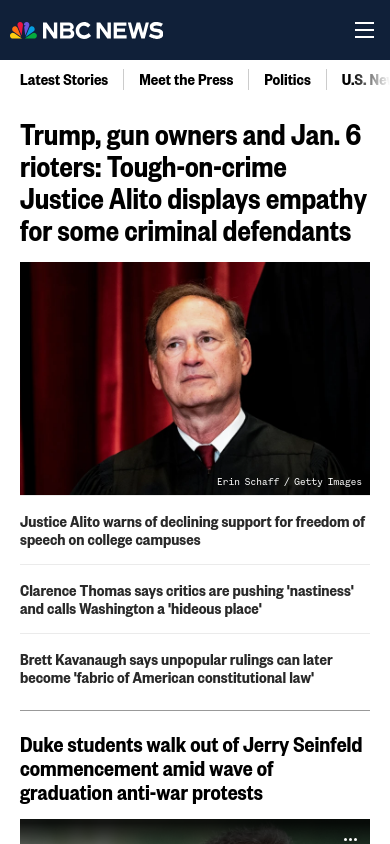 NBC NEWS
Latest Stories
Meet the Press
Politics
U.S. Ne
Trump, gun owners and Jan. 6
rioters: Tough-on-crime
Justice Alito displays empathy
for some criminal defendants
Erin Schaff / Getty Images
Justice Alito warns of declining support for freedom of
speech on college campuses
Clarence Thomas says critics are pushing 'nastiness'
and calls Washington a 'hideous place'
Brett Kavanaugh says unpopular rulings can later
become 'fabric of American constitutional law'
Duke students walk out of Jerry Seinfeld
commencement amid wave of
graduation anti-war protests